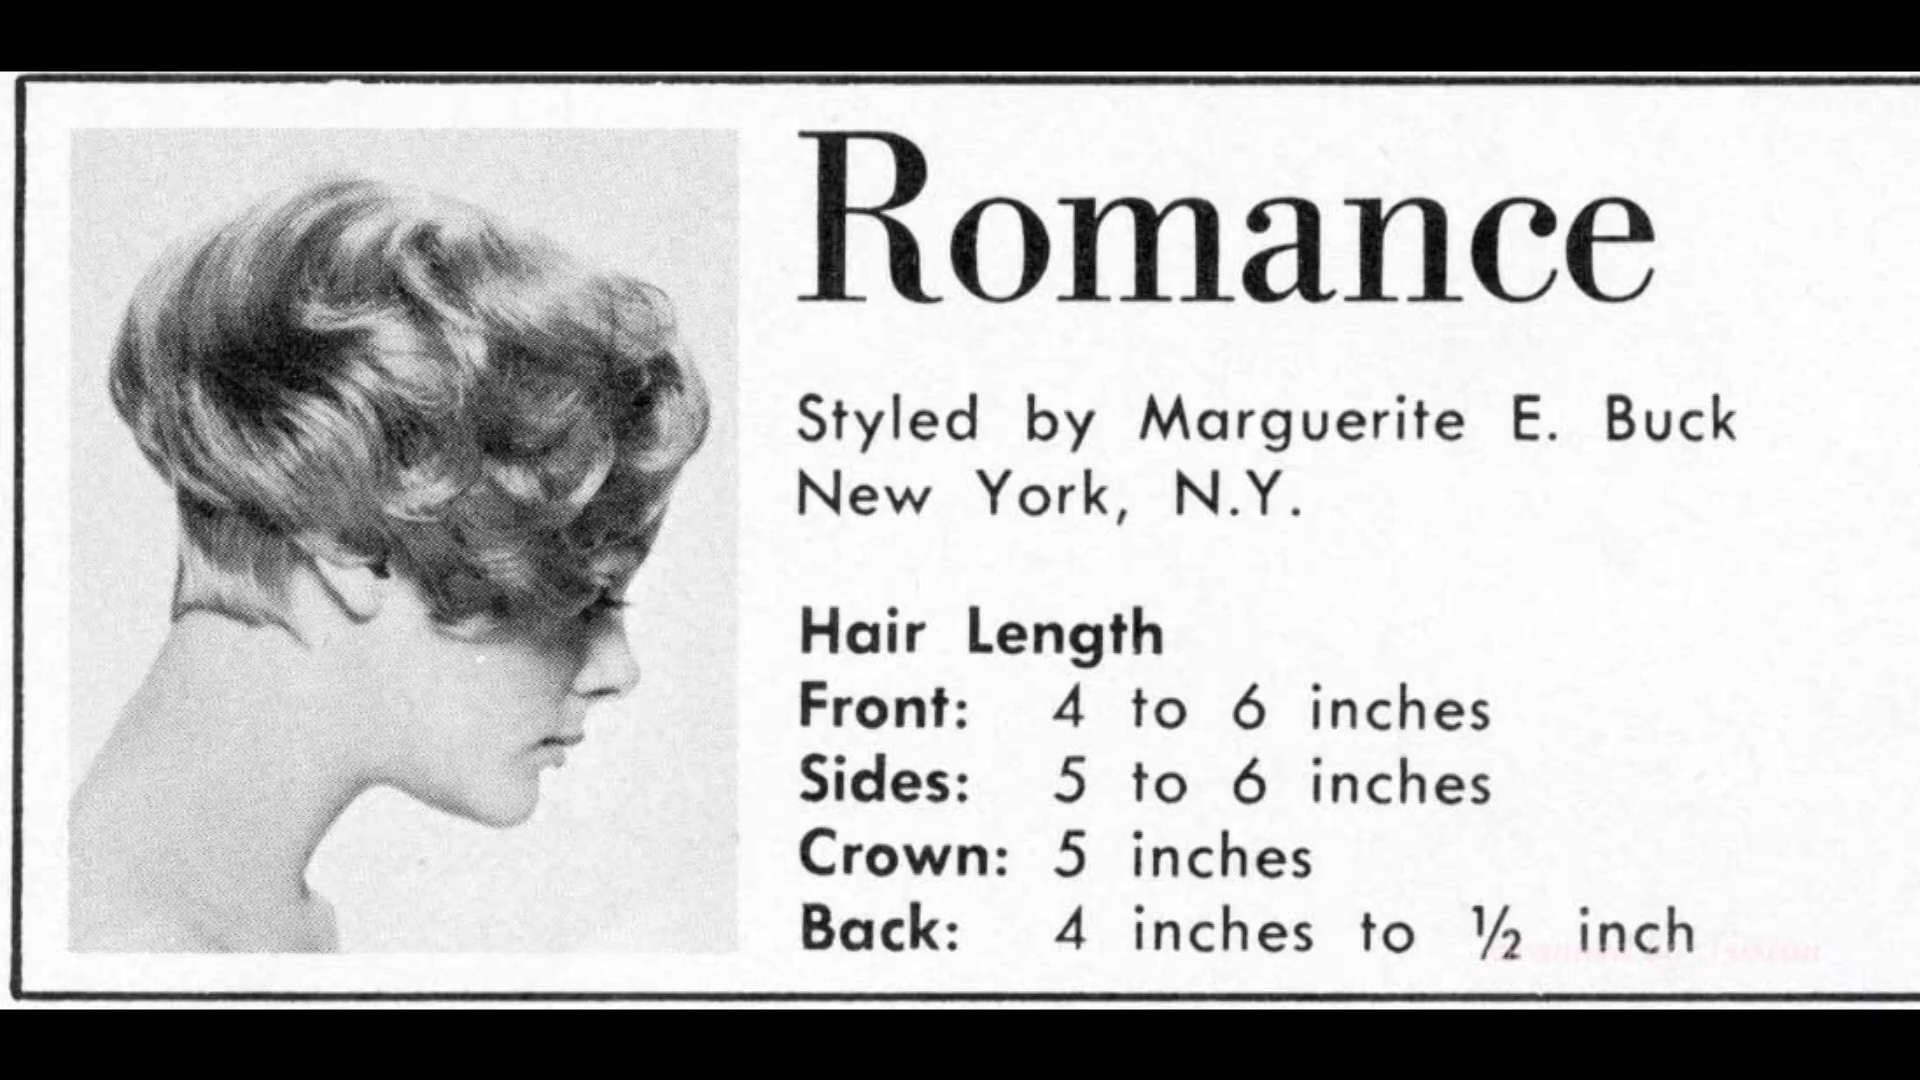 Romance
Styled by Marguerite E. Buck
New York, N.Y.
Hair Length
Front: 4 to 6 inches
Sides: 5 to 6 inches
Crown: 5 inches
Back: 4 inches to ½ inch